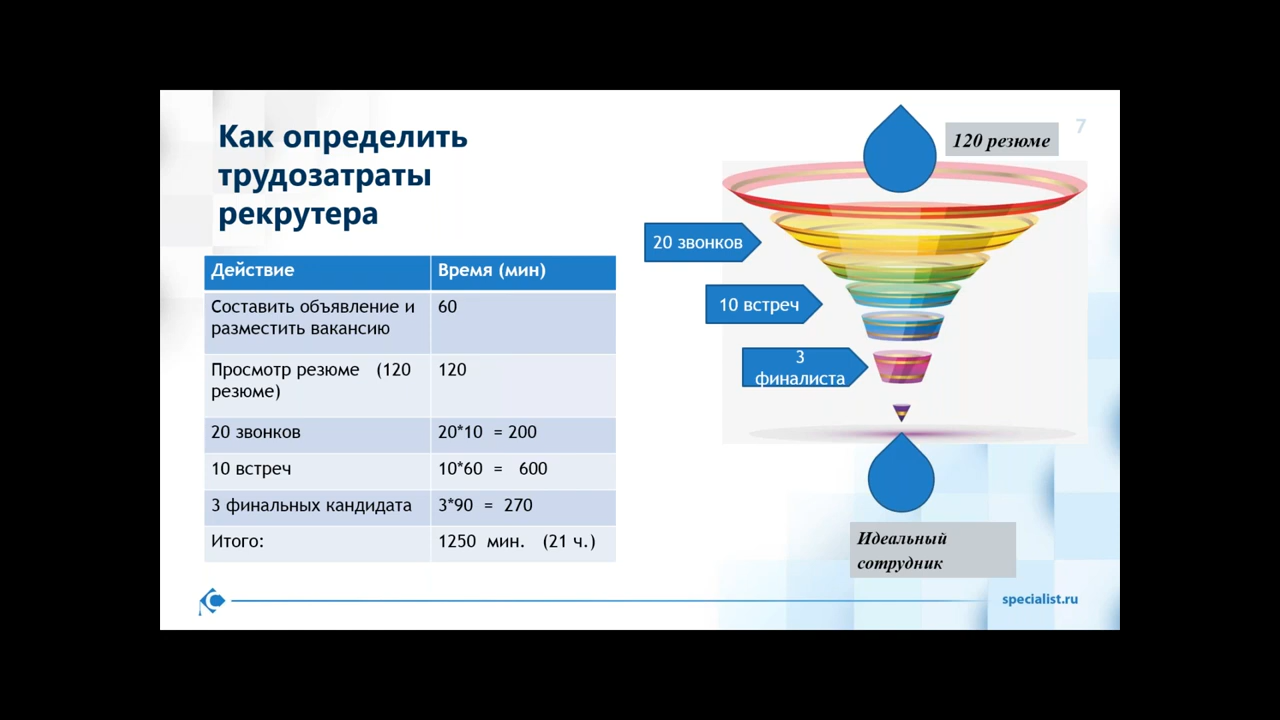 Как определить
трудозатраты
рекрутера
7
120 резюме
20 звонков
10 встреч
3
финалиста
Идеальный
сотрудник
Действие
Время (мин)
Составить объявление и
размест​ить вакансию
60
Просмотр резюме (120
резюме)
120
20 звонков
20*10 = 200
10 встреч
10*60 = 600
3 финальных кандидата
3*90 = 270
Итого:
1250 мин. (21 ч.)
specialist.ru